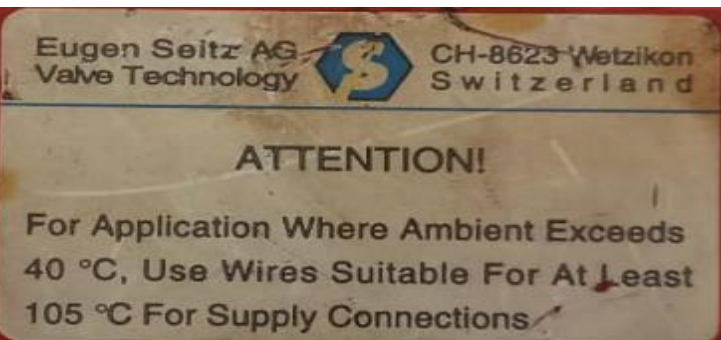 Eugen Seitz AG
Valve Technology
S
CH-8623 Wetzikon
Switzerland
ATTENTION!
For Application Where Ambient Exceeds
40 °C, Use Wires Suitable For At Least
105 °C For Supply Connections